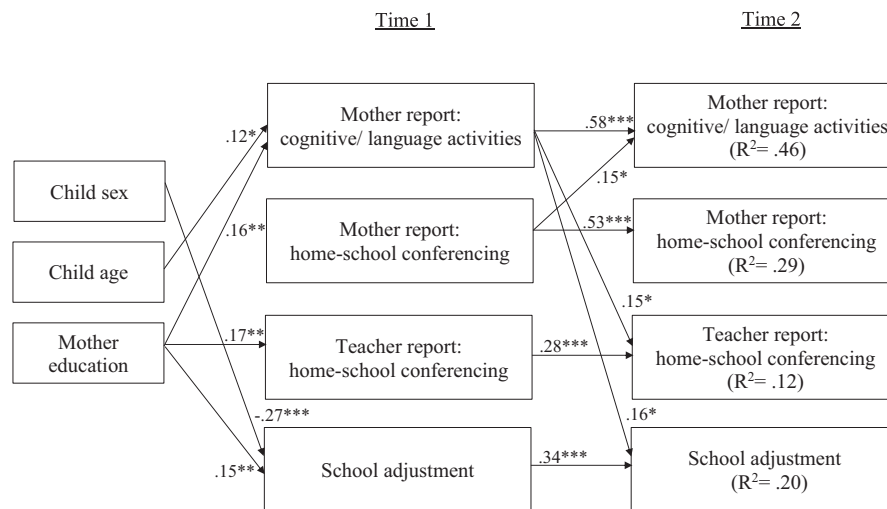 Time 1
Time 2
Mother report:
cognitive/ language activities
Mother report:
cognitive/ language activities
(R²= .46)
.58***
.12*
.15*
Child sex
.16**
Mother report:
home-school conferencing
.53***
Mother report:
home-school conferencing
(R²= .29)
Child age
.15*
Mother
education
.17**
Teacher report:
home-school conferencing
.28***
Teacher report:
home-school conferencing
(R²= .12)
-.27***
.16*
.15**
School adjustment
.34***
School adjustment
(R²= .20)